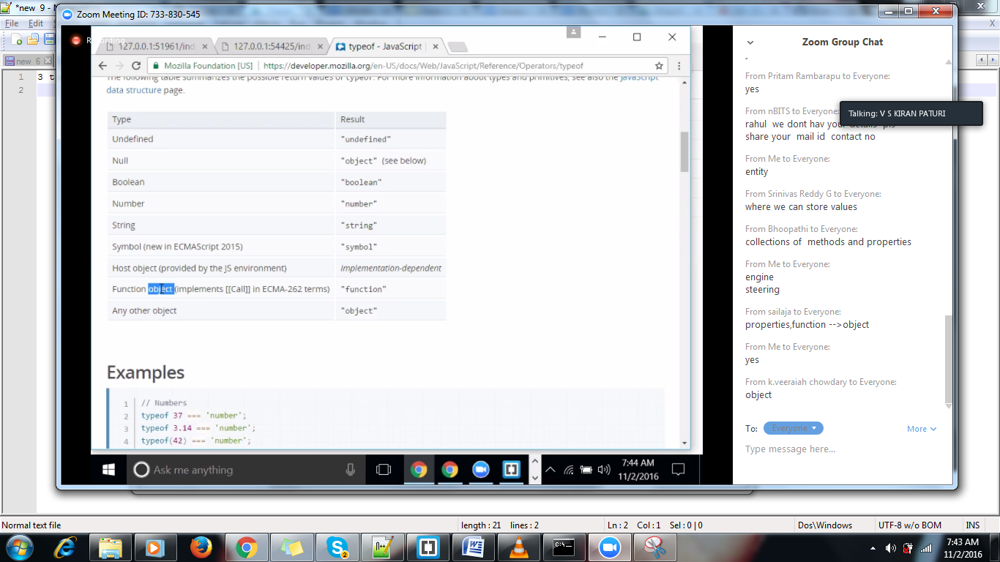 *new 9 - N
Zoom Meeting ID: 733-830-545
File Edit
X
new 6
1 3 t
2
127.0.0.1:51961/ind
127.0.0.1:54425/ind
typeof - JavaScript
Mozilla Foundation [US] https://developer.mozilla.org/en-US/docs/Web/JavaScript/Reference/Operators/typeof
The following table summarizes the possible return values of typeof. For more information about types and primitives, see also the JavaScript
data structure page.
Type Result
Undefined "undefined"
Null "object" (see below)
Boolean "boolean"
Number "number"
String "string"
Symbol (new in ECMAScript 2015) "symbol"
Host object (provided by the JS environment) Implementation-dependent
Function object (implements [[Call]] in ECMA-262 terms) "function"
Any other object "object"
Examples
1 // Numbers
2 typeof 37 === 'number';
3 typeof 3.14 === 'number';
4 typeof(42) === 'number';
Ask me anything
7:44 AM
11/2/2016
Zoom Group Chat
From Pritam Rambarapu to Everyone:
yes
From nBITS to Everyone:
Talking: V S KIRAN PATURI
rahul we dont hav your details pls
share your mail id contact no
From Me to Everyone:
entity
From Srinivas Reddy G to Everyone:
where we can store values
From Bhoopathi to Everyone:
collections of methods and properties
From Me to Everyone:
engine
steering
From sailaja to Everyone:
properties,function -->object
From Me to Everyone:
yes
From k.veeraiah chowdary to Everyone:
object
To: Everyone More
Type message here...
Normal text file length : 21 lines : 2 Ln : 2 Col : 1 Sel : 0 | 0 Dos\Windows UTF-8 w/o BOM INS
7:43 AM
11/2/2016